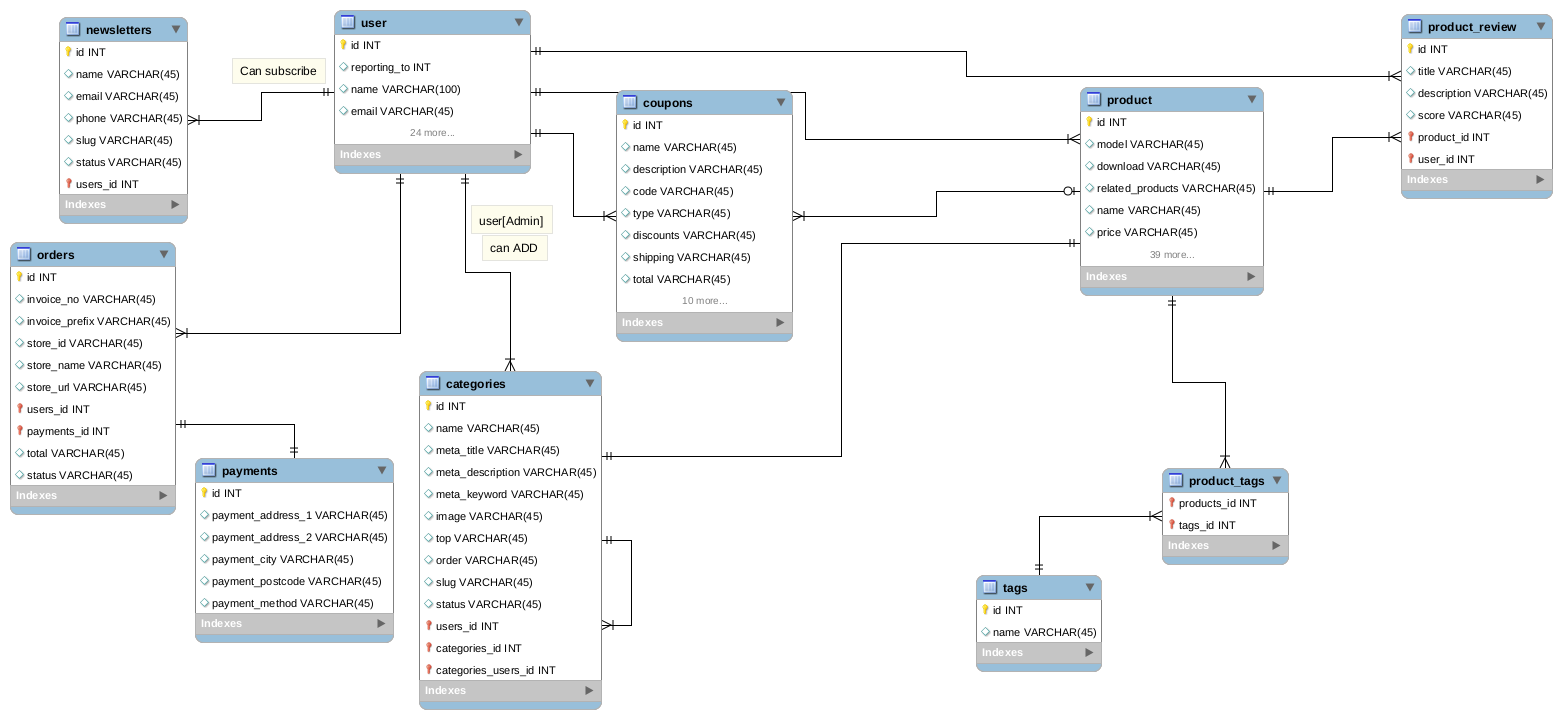 newsletters
id INT
name VARCHAR(45)
email VARCHAR(45)
phone VARCHAR(45)
slug VARCHAR(45)
status VARCHAR(45)
users_id INT
Indexes
Can subscribe
user
id INT
reporting_to INT
name VARCHAR(100)
email VARCHAR(45)
24 more...
Indexes
user[Admin]
can ADD
coupons
id INT
name VARCHAR(45)
description VARCHAR(45)
code VARCHAR(45)
type VARCHAR(45)
discounts VARCHAR(45)
shipping VARCHAR(45)
total VARCHAR(45)
10 more...
Indexes
product
id INT
model VARCHAR(45)
download VARCHAR(45)
related_products VARCHAR(45)
name VARCHAR(45)
price VARCHAR(45)
39 more...
Indexes
product_review
id INT
title VARCHAR(45)
description VARCHAR(45)
score VARCHAR(45)
product_id INT
user_id INT
Indexes
orders
id INT
invoice_no VARCHAR(45)
invoice_prefix VARCHAR(45)
store_id VARCHAR(45)
store_name VARCHAR(45)
store_url VARCHAR(45)
users_id INT
payments_id INT
total VARCHAR(45)
status VARCHAR(45)
Indexes
payments
id INT
payment_address_1 VARCHAR(45)
payment_address_2 VARCHAR(45)
payment_city VARCHAR(45)
payment_postcode VARCHAR(45)
payment_method VARCHAR(45)
Indexes
categories
id INT
name VARCHAR(45)
meta_title VARCHAR(45)
meta_description VARCHAR(45)
meta_keyword VARCHAR(45)
image VARCHAR(45)
top VARCHAR(45)
order VARCHAR(45)
slug VARCHAR(45)
status VARCHAR(45)
users_id INT
categories_id INT
categories_users_id INT
Indexes
product_tags
products_id INT
tags_id INT
Indexes
tags
id INT
name VARCHAR(45)
Indexes